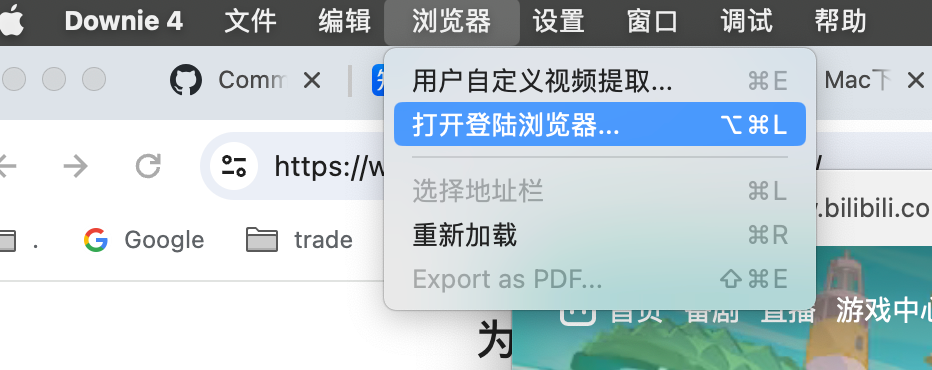 Downie 4 文件 编辑 浏览器 设置 窗口 调试 帮助
Comm Mac下
用户自定义视频提取... ⌘E
打开登陆浏览器... ⌥⌘L
https://w
选择地址栏 ⌘L
.bilibili.co
重新加载 ⌘R
. Google trade
Export as PDF... ⇧⌘E
首页 番剧 直播 游戏中心
为